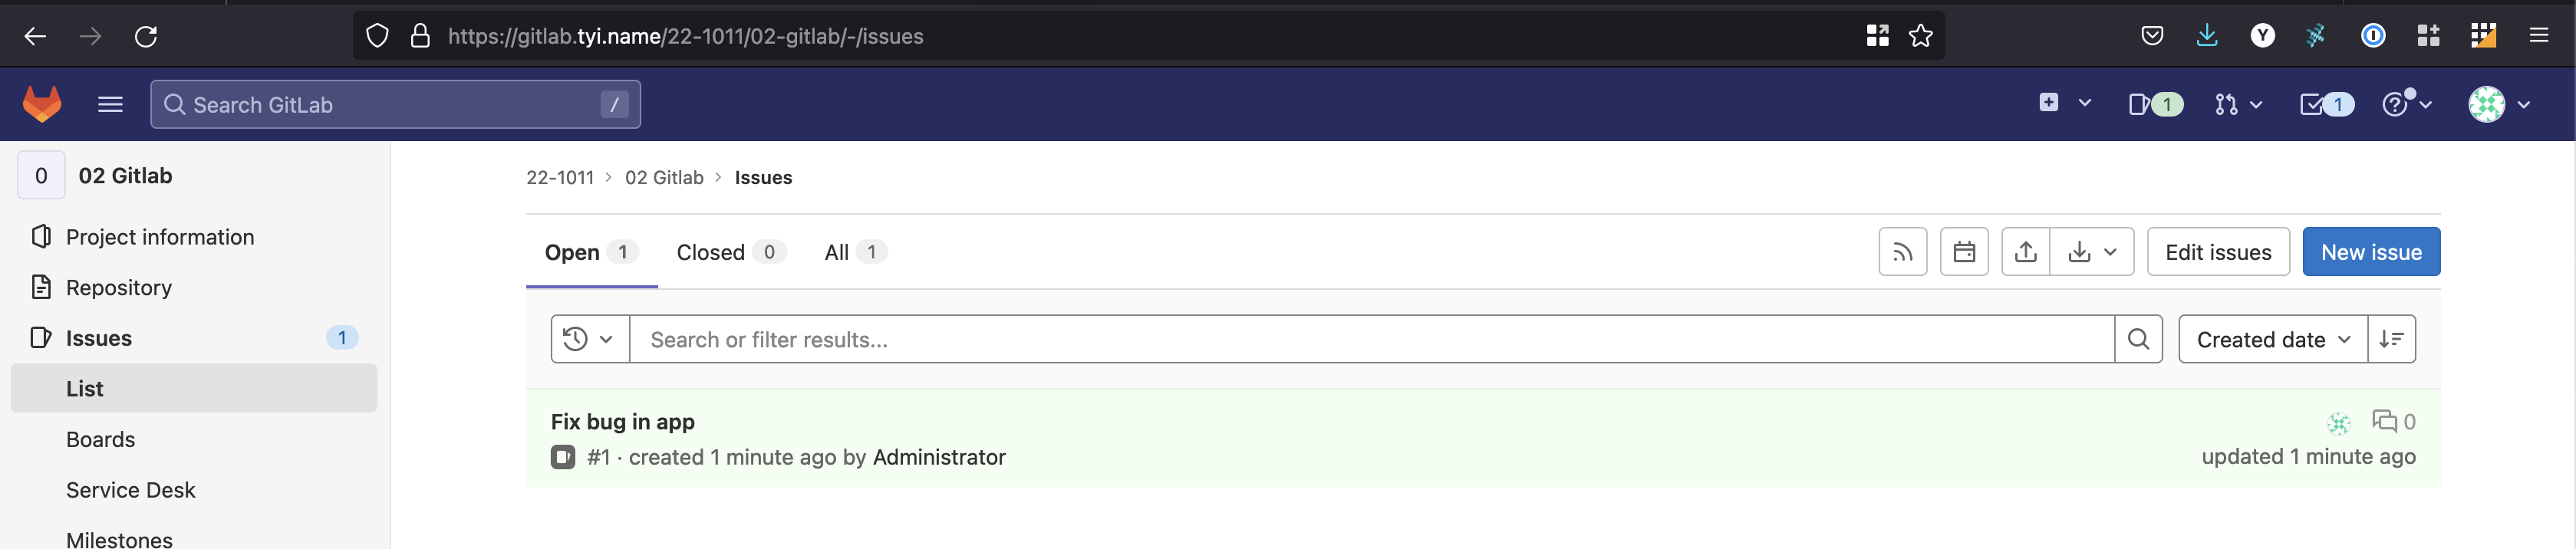 https://gitlab.tyi.name/22-1011/02-gitlab/-/issues
Y
Search GitLab /
1
1
0 02 Gitlab
Project information
Repository
Issues 1
List
Boards
Service Desk
Milestones
22-1011 › 02 Gitlab › Issues
Open 1 Closed 0 All 1
Edit issues New issue
Search or filter results... Created date
Fix bug in app 0
#1 · created 1 minute ago by Administrator updated 1 minute ago